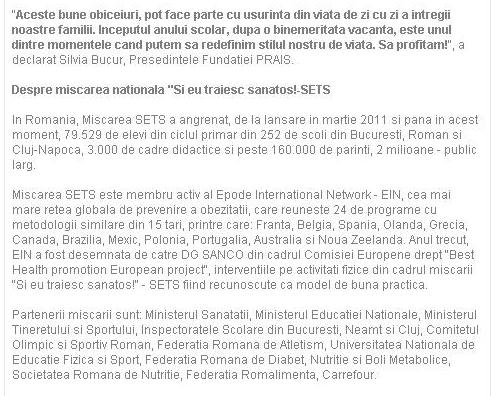 "Aceste bune obiceiuri, pot face parte cu usurinta din viata de zi cu zi a intregii
noastre familii. Inceputul anului scolar, dupa o binemeritata vacanta, este unul
dintre momentele cand putem sa redefinim stilul nostru de viata. Sa profitam!", a
declarat Silvia Bucur, Presedintele Fundatiei PRAIS.
Despre miscarea nationala "Si eu traiesc sanatos!-SETS
In Romania, Miscarea SETS a angrenat, de la lansare in martie 2011 si pana in acest
moment, 79.529 de elevi din ciclul primar din 252 de scoli din Bucuresti, Roman si
Cluj-Napoca, 3.000 de cadre didactice si peste 160.000 de parinti, 2 milioane - public
larg.
Miscarea SETS este membru activ al Epode International Network - EIN, cea mai
mare retea globala de prevenire a obezitatii, care reuneste 24 de programe cu
metodologii similare din 15 tari, printre care: Franta, Belgia, Spania, Olanda, Grecia,
Canada, Brazilia, Mexic, Polonia, Portugalia, Australia si Noua Zeelanda. Anul trecut,
EIN a fost desemnata de catre DG SANCO din cadrul Comisiei Europene drept "Best
Health promotion European project", interventiile pe activitati fizice din cadrul miscarii
"Si eu traiesc sanatos!" - SETS fiind recunoscute ca model de buna practica.
Partenerii miscarii sunt: Ministerul Sanatatii, Ministerul Educatiei Nationale, Ministerul
Tineretului si Sportului, Inspectoratele Scolare din Bucuresti, Neamt si Cluj, Comitetul
Olimpic si Sportiv Roman, Federatia Romana de Atletism, Universitatea Nationala de
Educatie Fizica si Sport, Federatia Romana de Diabet, Nutritie si Boli Metabolice,
Societatea Romana de Nutritie, Federatia Romalimenta, Carrefour.